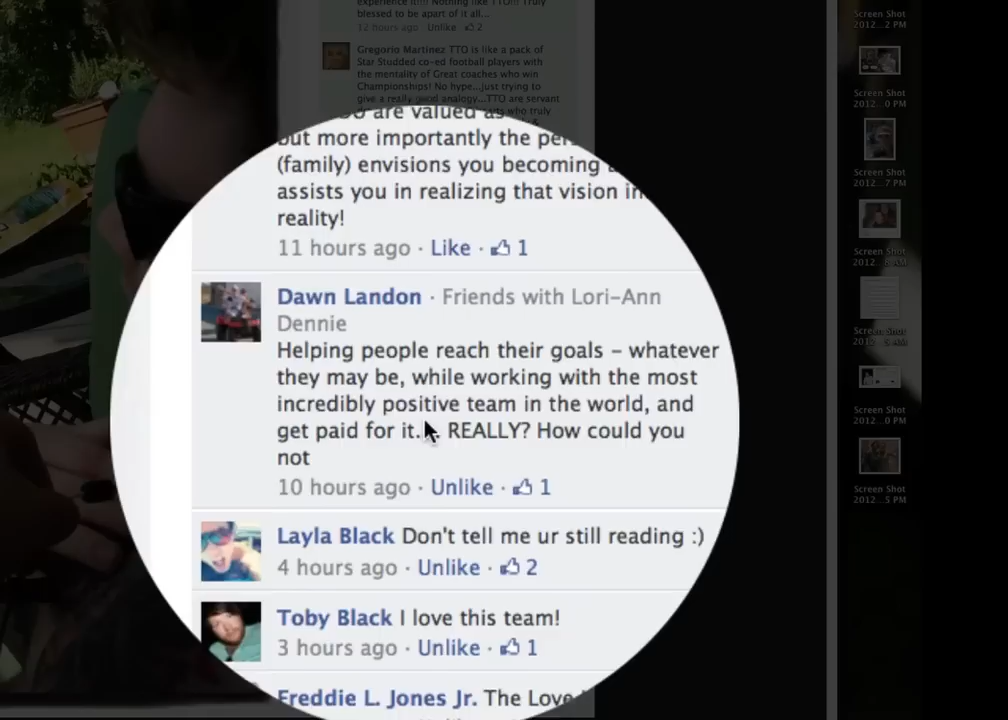 experience it!!! Nothing like TTO!! Truly
blessed to be apart of it all...
12 hours ago · Unlike · 2
Gregorio Martinez TTO is like a pack of
Star Studded co-ed football players with
the mentality of Great coaches who win
Championships! No hype...just trying to
give a really good analogy...TTO are servant
who truly
are valued as
but more importantly the
(family) envisions you becoming
assists you in realizing that vision
reality!
11 hours ago · Like · 1
Dawn Landon · Friends with Lori-Ann
Dennie
Helping people reach their goals – whatever
they may be, while working with the most
incredibly positive team in the world, and
get paid for it... REALLY? How could you
not
10 hours ago · Unlike · 1
Layla Black Don't tell me ur still reading :)
4 hours ago · Unlike · 2
Toby Black I love this team!
3 hours ago · Unlike · 1
Freddie L. Jones Jr. The Love
Screen Shot
2012...2 PM
Screen Shot
2012...0 PM
Screen Shot
2012...7 PM
Screen Shot
2012...8 AM
Screen Shot
2012...3 AM
Screen Shot
2012...0 PM
Screen Shot
2012...5 PM